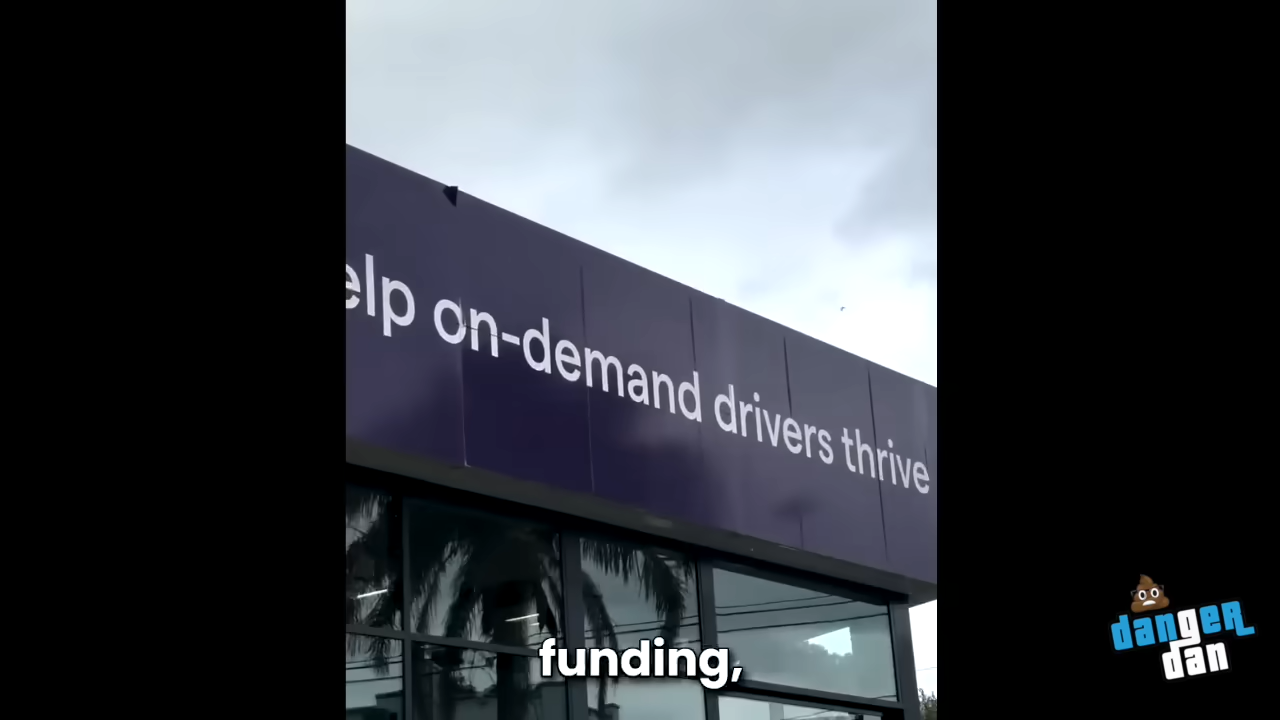 elp on-demand drivers thrive
funding,
danger
dan